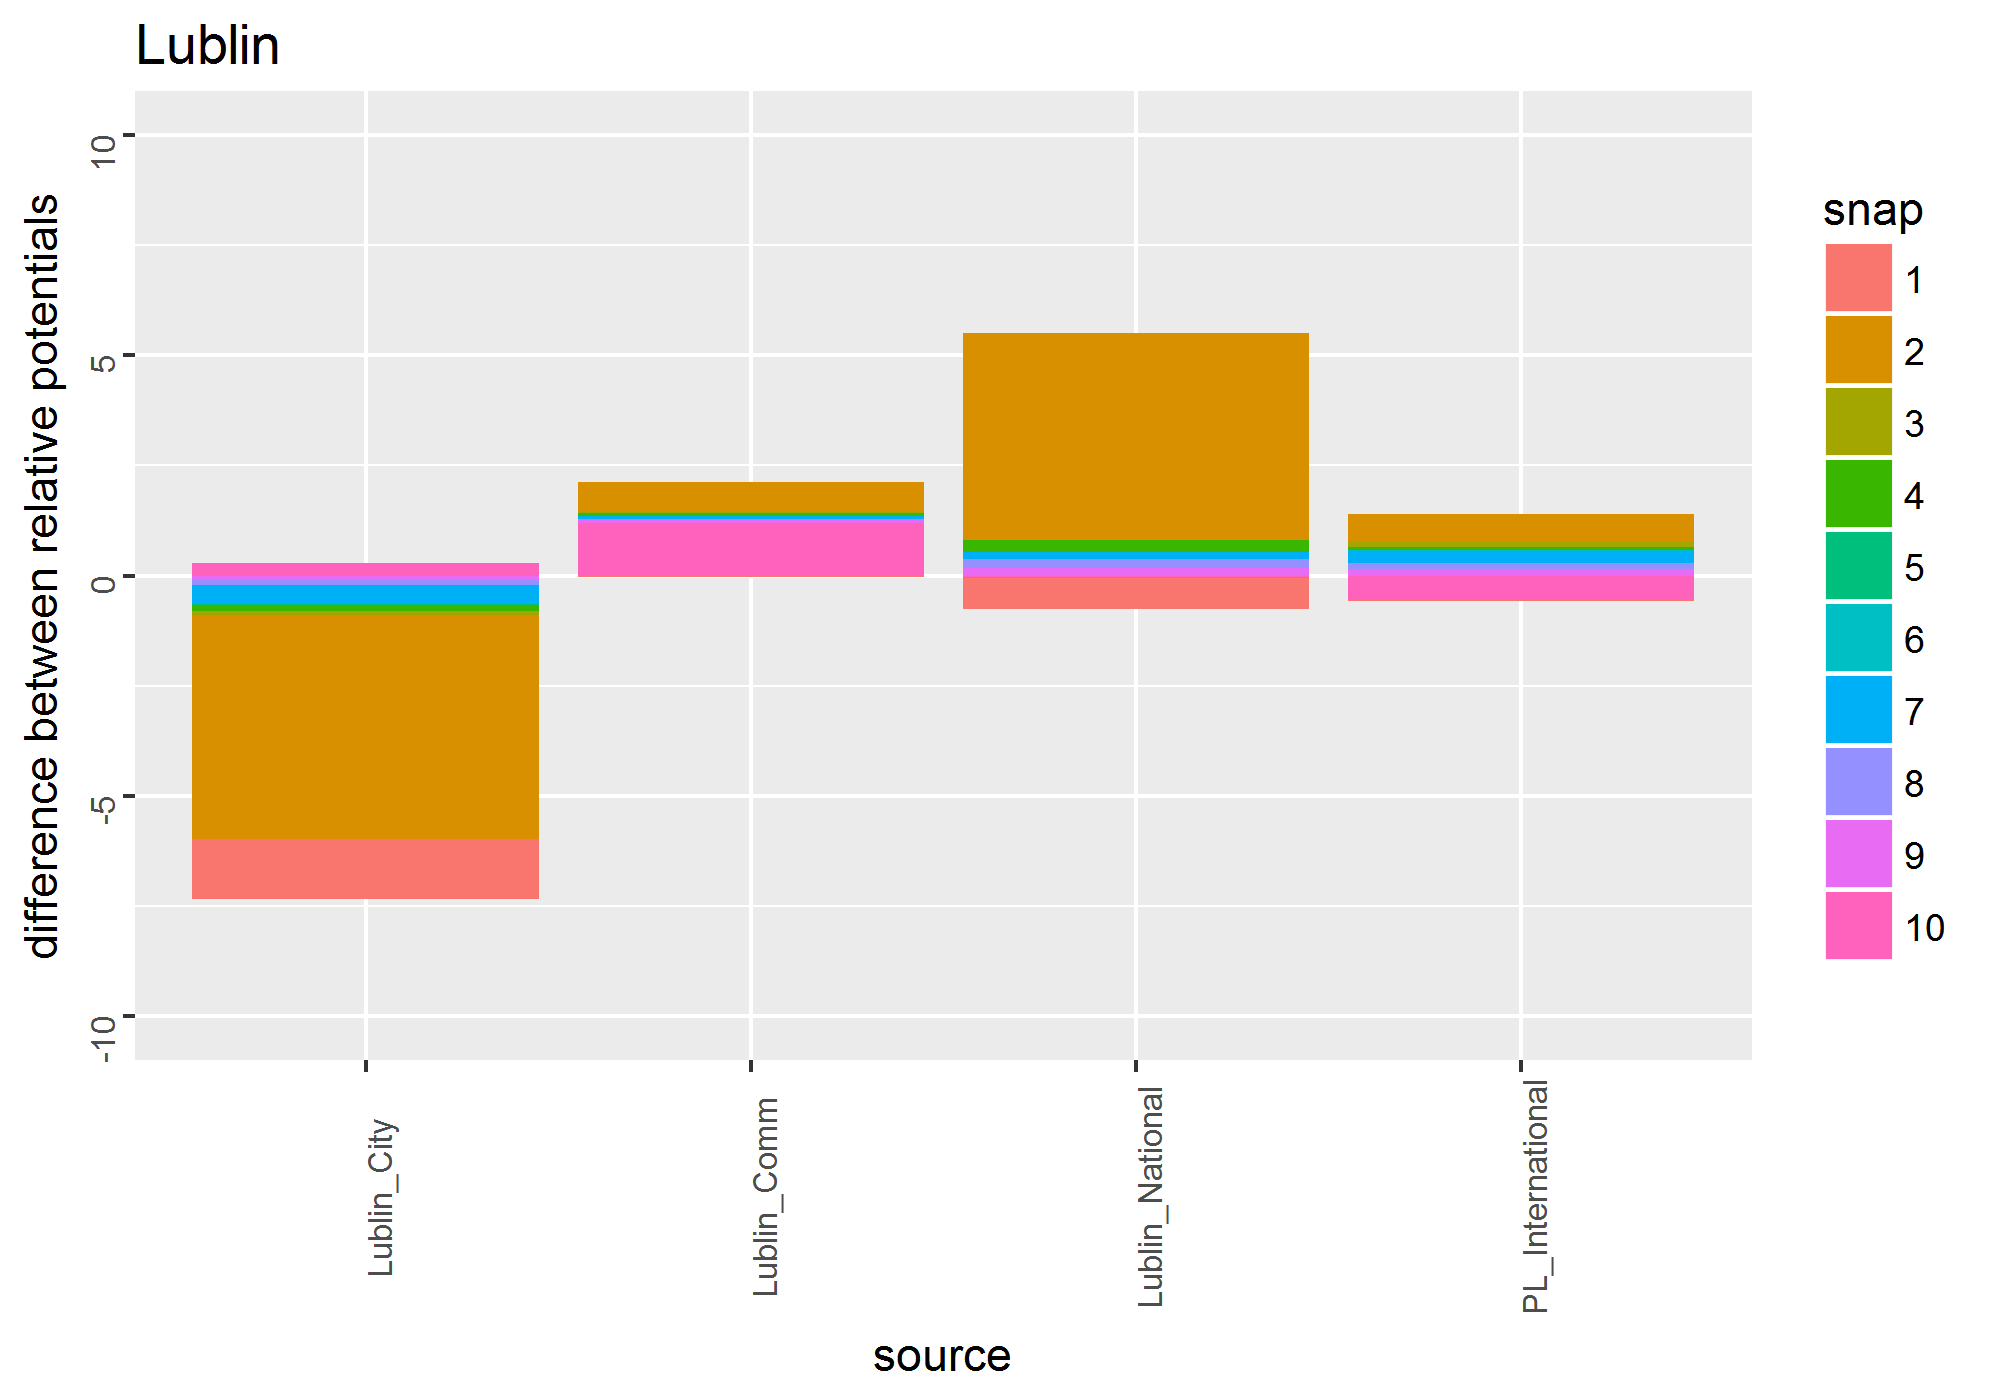 Lublin
difference between relative potentials
10
5
0
-5
-10
Lublin_City
Lublin_Comm
Lublin_National
PL_International
source
snap
1
2
3
4
5
6
7
8
9
10